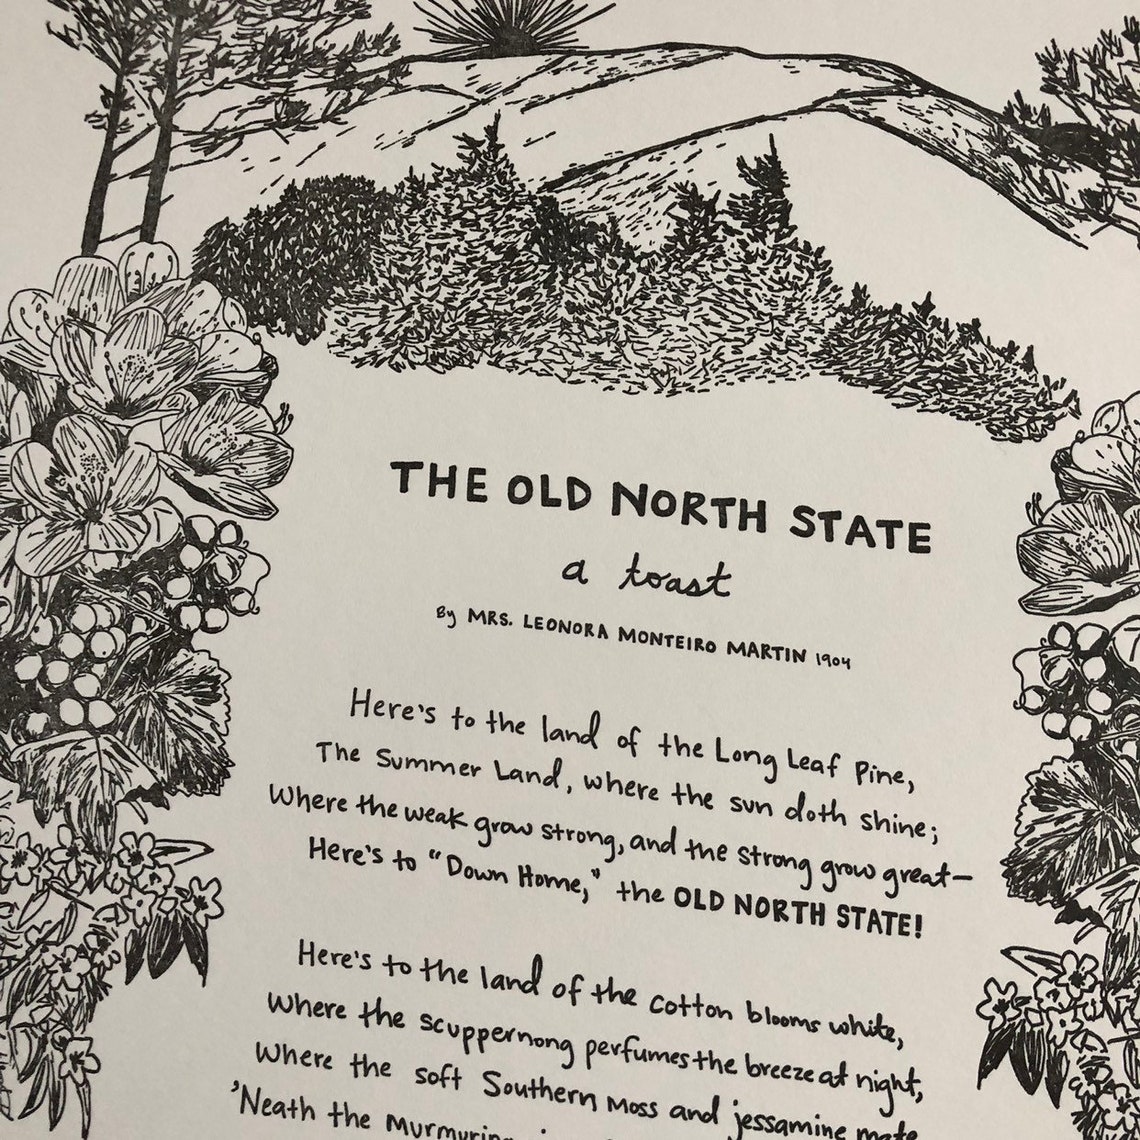 THE OLD NORTH STATE
a toast
By MRS. LEONORA MONTEIRO MARTIN 1904
Here's to the land of the Long Leaf Pine,
The Summer Land, where the sun doth shine;
Where the weak grow strong, and the strong grow great—
Here's to "Down Home," the OLD NORTH STATE!
Here's to the land of the cotton blooms white,
Where the scuppernong perfumes the breeze at night,
Where the soft Southern Moss and jessamine mate,
'Neath the Murmuring